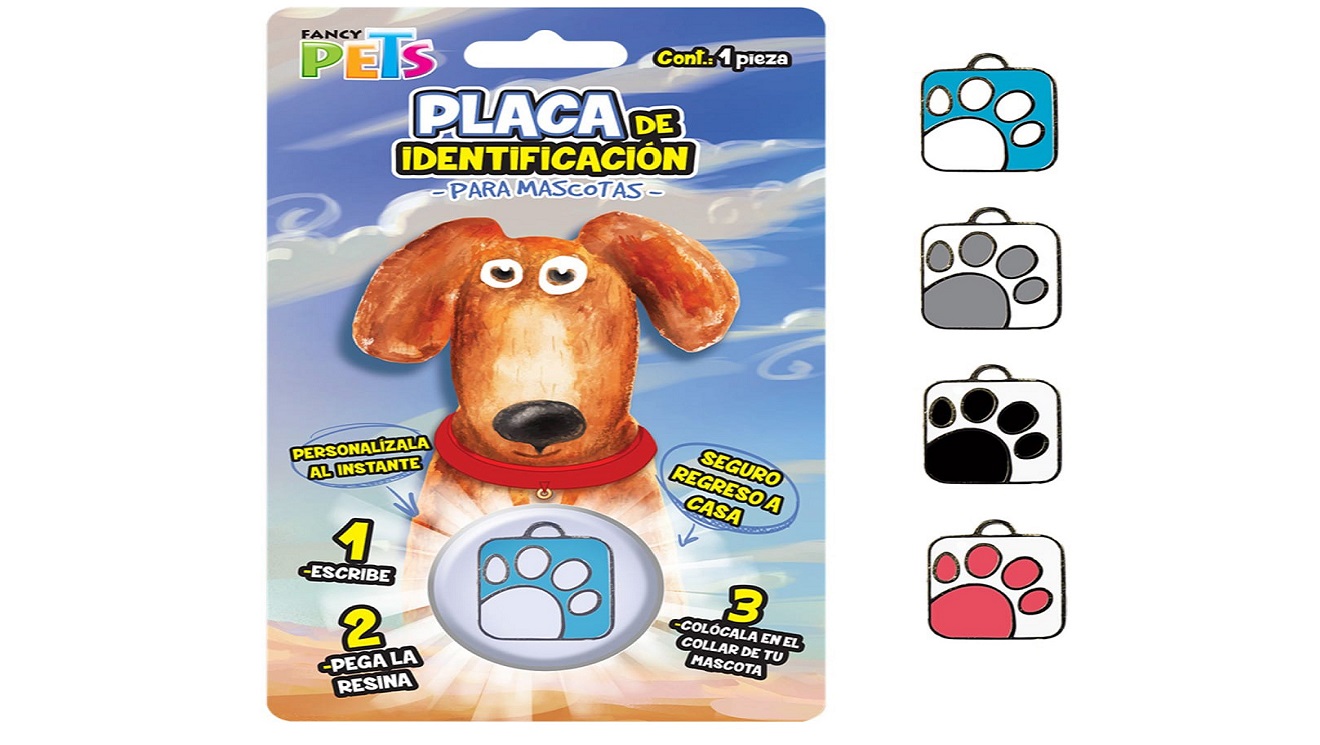 FANCY
PETS
Cont.: 1 pieza
PLACA DE
IDENTIFICACIÓN
-PARA MASCOTAS-
PERSONALÍZALA
AL INSTANTE
SEGURO
REGRESO A
CASA
1
-ESCRIBE
2
-PEGA LA
RESINA
3
-COLÓCALA EN EL
COLLAR DE TU
MASCOTA